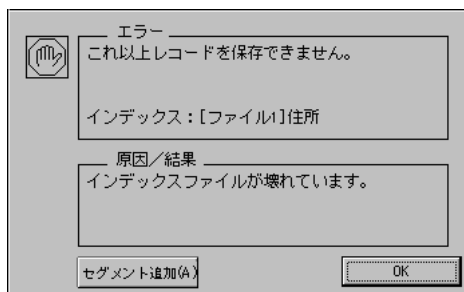 エラー
これ以上レコードを保存できません。
インデックス：[ファイル1]住所
原因／結果
インデックスファイルが壊れています。
セグメント追加(A)
OK